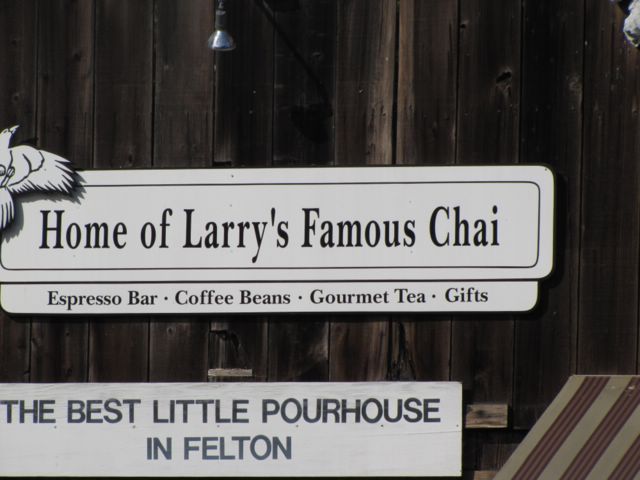 Home of Larry's Famous Chai
Espresso Bar · Coffee Beans · Gourmet Tea · Gifts
THE BEST LITTLE POURHOUSE
IN FELTON